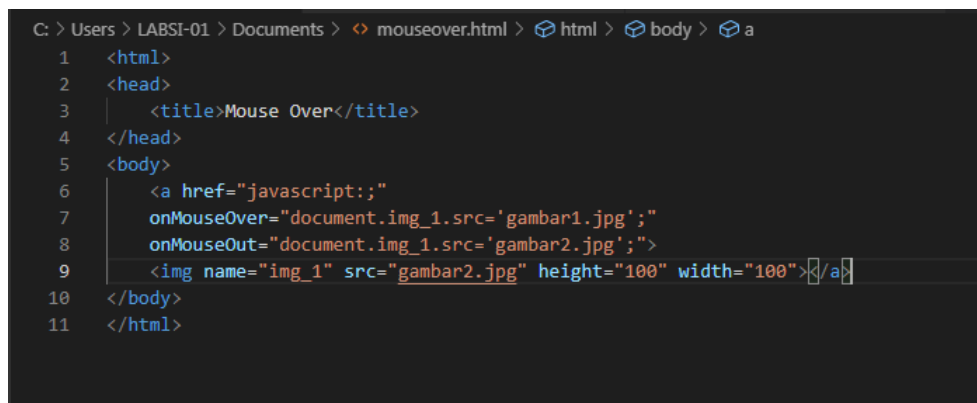 C: > Users > LABSI-01 > Documents > <> mouseover.html > html > body > a
1 <html>
2 <head>
3 <title>Mouse Over</title>
4 </head>
5 <body>
6 <a href="javascript:;"
7 onMouseOver="document.img_1.src='gambar1.jpg';"
8 onMouseOut="document.img_1.src='gambar2.jpg';">
9 <img name="img_1" src="gambar2.jpg" height="100" width="100"></a>
10 </body>
11 </html>